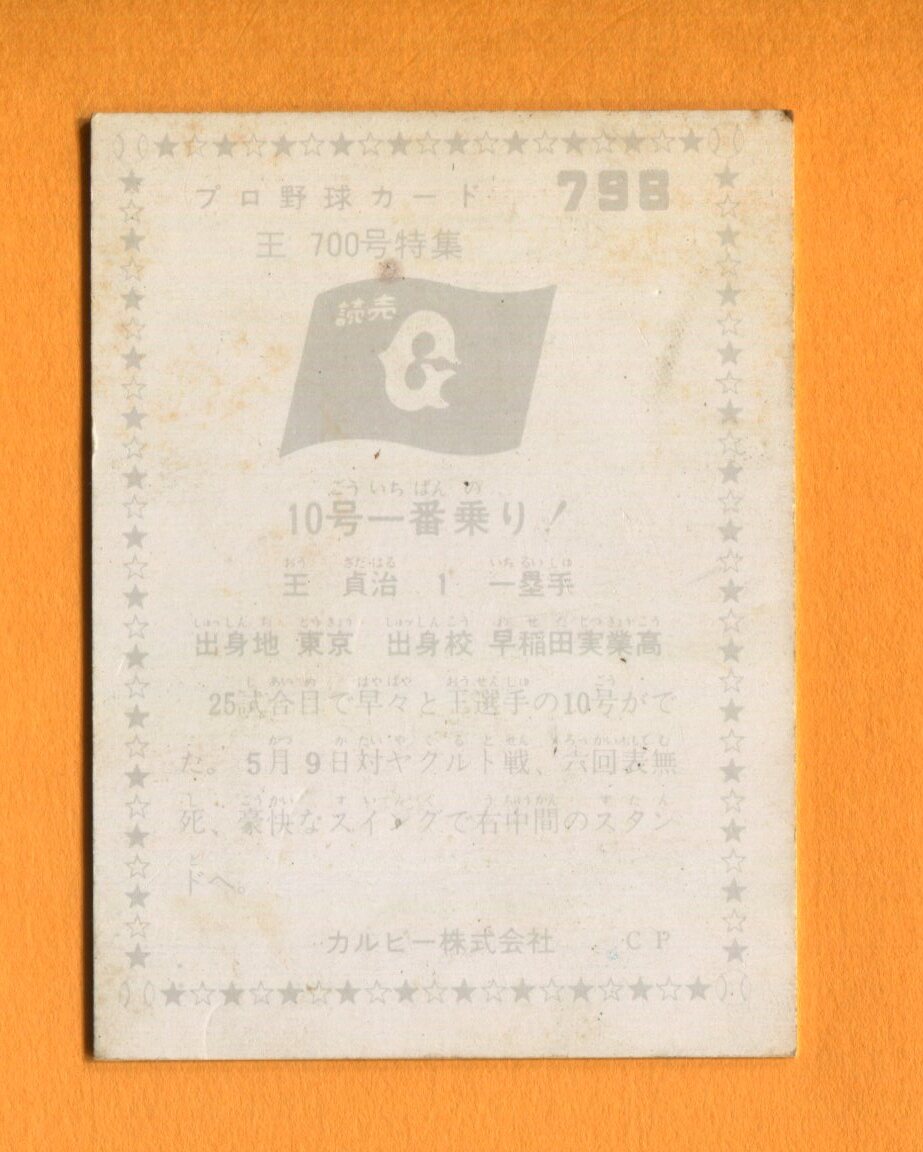 プロ野球カード 798
王 700号特集
読売
G
10号一番乗り!
王 貞治 1 一塁手
出身地 東京 出身校 早稲田実業高
25試合目で早々と王選手の10号がで
た。5月9日対ヤクルト戦、六回表無
死、豪快なスイングで右中間のスタン
ドへ。
カルビー株式会社 CP